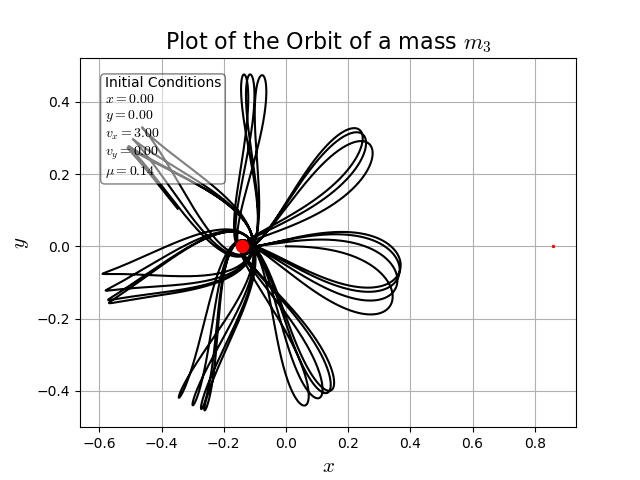 Plot of the Orbit of a mass m₃
Initial Conditions
x = 0.00
y = 0.00
vₓ = 3.00
v_y = 0.00
μ = 0.14
y
0.4
0.2
0.0
−0.2
−0.4
−0.6 −0.4 −0.2 0.0 0.2 0.4 0.6 0.8
x